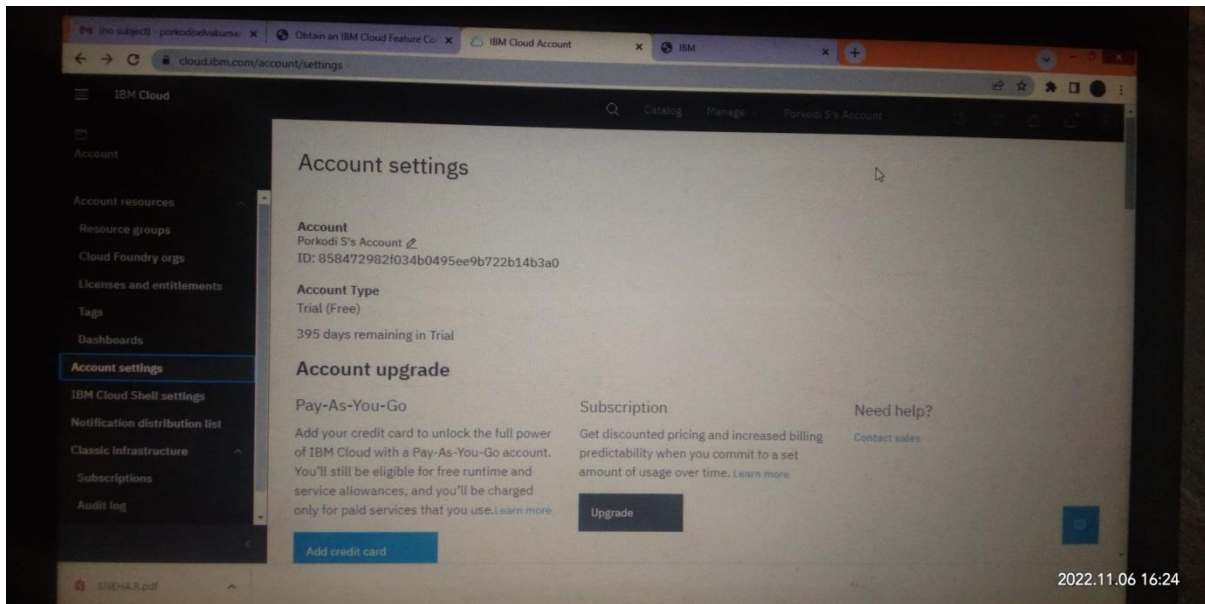 (no subject) - porkodiselvakumar
Obtain an IBM Cloud Feature Co
IBM Cloud Account
IBM
cloud.ibm.com/account/settings
IBM Cloud
Catalog
Manage
Porkodi S's Account
Account
Account resources
Resource groups
Cloud Foundry orgs
Licenses and entitlements
Tags
Dashboards
Account settings
IBM Cloud Shell settings
Notification distribution list
Classic infrastructure
Subscriptions
Audit log
Account settings
Account
Porkodi S's Account
ID: 858472982f034b0495ee9b722b14b3a0
Account Type
Trial (Free)
395 days remaining in Trial
Account upgrade
Pay-As-You-Go
Add your credit card to unlock the full power
of IBM Cloud with a Pay-As-You-Go account.
You'll still be eligible for free runtime and
service allowances, and you'll be charged
only for paid services that you use.Learn more
Add credit card
Subscription
Get discounted pricing and increased billing
predictability when you commit to a set
amount of usage over time. Learn more
Upgrade
Need help?
Contact sales
SNEHA.R.pdf
2022.11.06 16:24